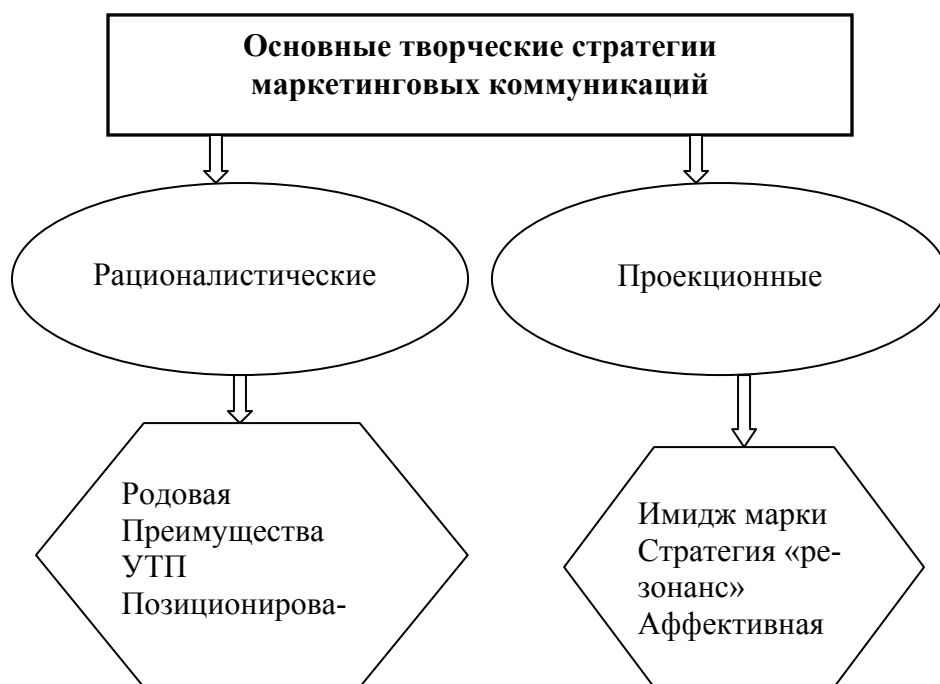 Основные творческие стратегии
маркетинговых коммуникаций
Рационалистические
Проекционные
Родовая
Преимущества
УТП
Позиционирова-
Имидж марки
Стратегия «ре-
зонанс»
Аффективная